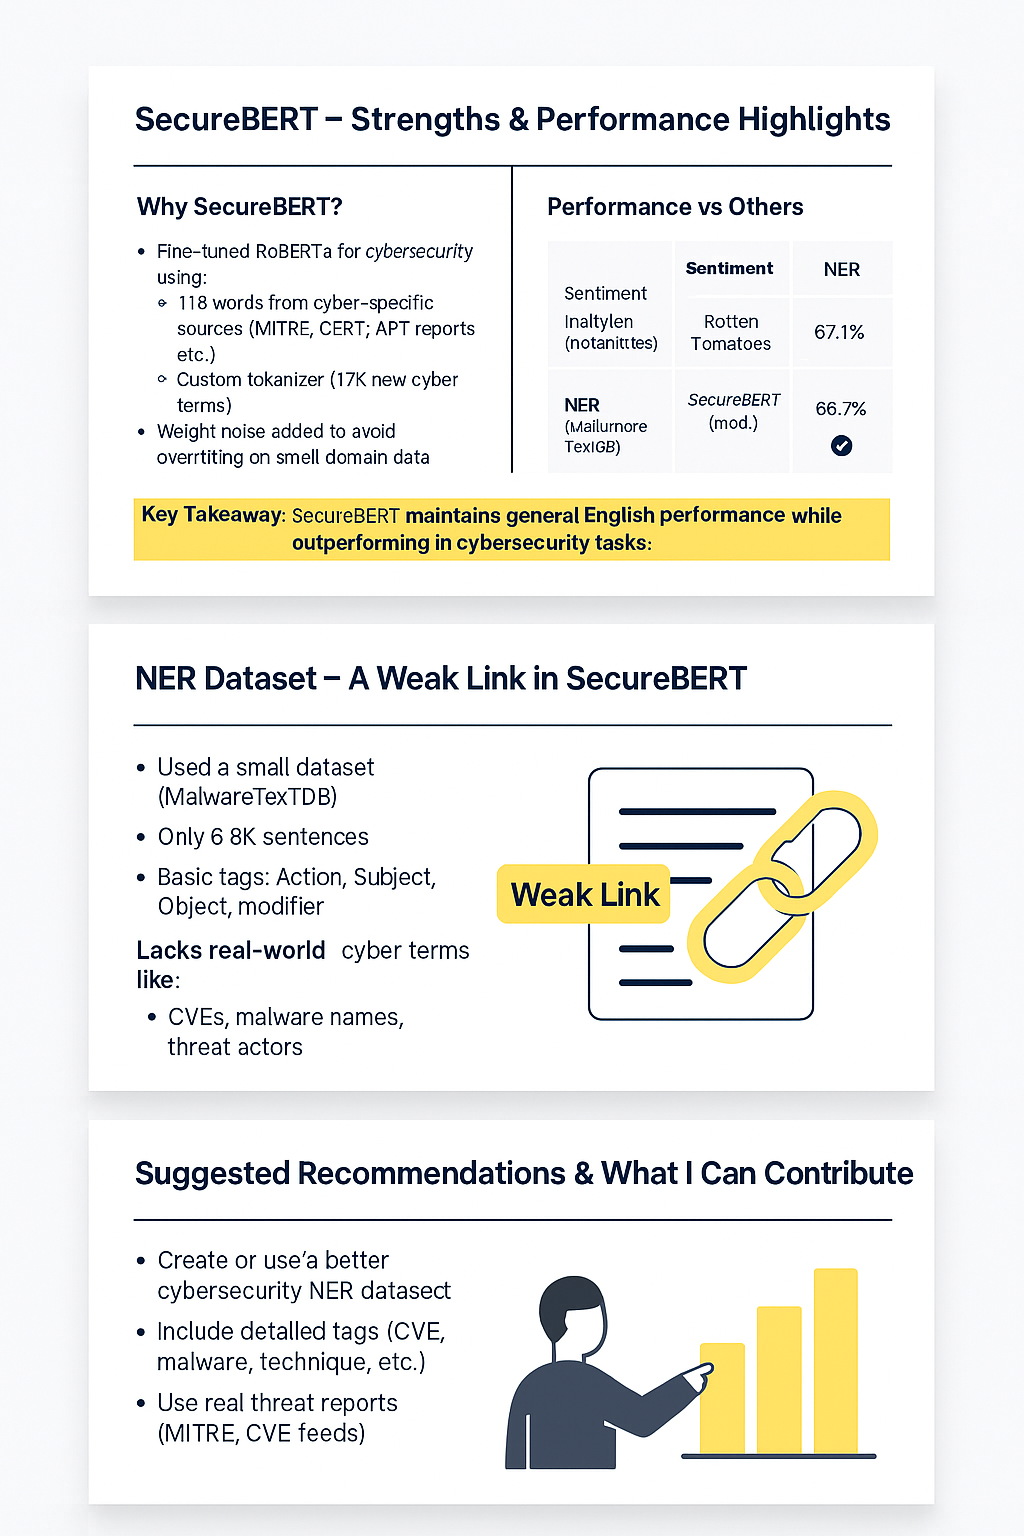 SecureBERT – Strengths & Performance Highlights
Why SecureBERT?
• Fine-tuned RoBERTa for cybersecurity
using:
118 words from cyber-specific
sources (MITRE, CERT; APT reports
etc.)
Custom tokanizer (17K new cyber
terms)
• Weight noise added to avoid
overrtiting on smell domain data
Performance vs Others
Sentiment NER
Sentiment
Inaltylen
(notanittes)
Rotten
Tomatoes
67.1%
NER
(Mailurnore
TexIGB)
SecureBERT
(mod.)
66.7%
Key Takeaway: SecureBERT maintains general English performance while
outperforming in cybersecurity tasks:
NER Dataset – A Weak Link in SecureBERT
• Used a small dataset
(MalwareTexTDB)
• Only 6 8K sentences
• Basic tags: Action, Subject,
Object, modifier
Lacks real-world cyber terms
like:
• CVEs, malware names,
threat actors
Weak Link
Suggested Recommendations & What I Can Contribute
• Create or use'a better
cybersecurity NER datasect
• Include detalled tags (CVE,
malware, technique, etc.)
• Use real threat reports
(MITRE, CVE feeds)